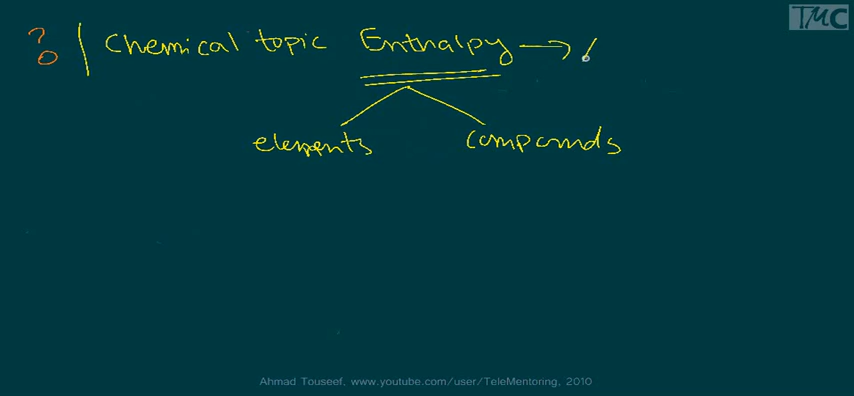 TMC
? | Chemical topic Enthalpy →
elements compounds
Ahmad Touseef, www.youtube.com/user/TeleMentoring, 2010